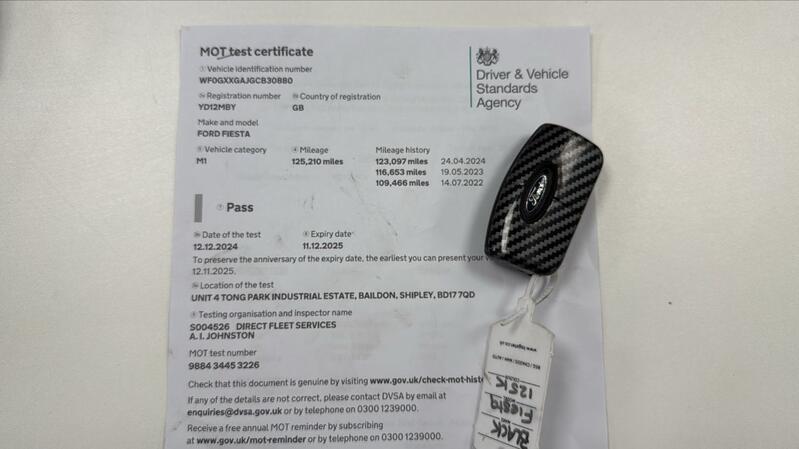 MOT test certificate
① Vehicle identification number
WF0GXXGAJGCB30880
Registration number
Country of registration
YD12MBY
GB
Make and model
FORD FIESTA
Vehicle category
Mileage
Mileage history
M1
125,210 miles
123,097 miles 24.04.2024
116,653 miles 19.05.2023
109,466 miles 14.07.2022
Pass
Date of the test
Expiry date
12.12.2024
11.12.2025
To preserve the anniversary of the expiry date, the earliest you can present your
12.11.2025.
Location of the test
UNIT 4 TONG PARK INDUSTRIAL ESTATE, BAILDON, SHIPLEY, BD17 7QD
Testing organisation and inspector name
S004526 DIRECT FLEET SERVICES
A. I. JOHNSTON
MOT test number
9884 3445 3226
Check that this document is genuine by visiting www.gov.uk/check-mot-histo
If any of the details are not correct, please contact DVSA by email at
enquiries@dvsa.gov.uk or by telephone on 0300 1239000.
Receive a free annual MOT reminder by subscribing
at www.gov.uk/mot-reminder or by telephone on 0300 1239000.
Driver & Vehicle
Standards
Agency
Ford
BLACK
Fiesta
125K